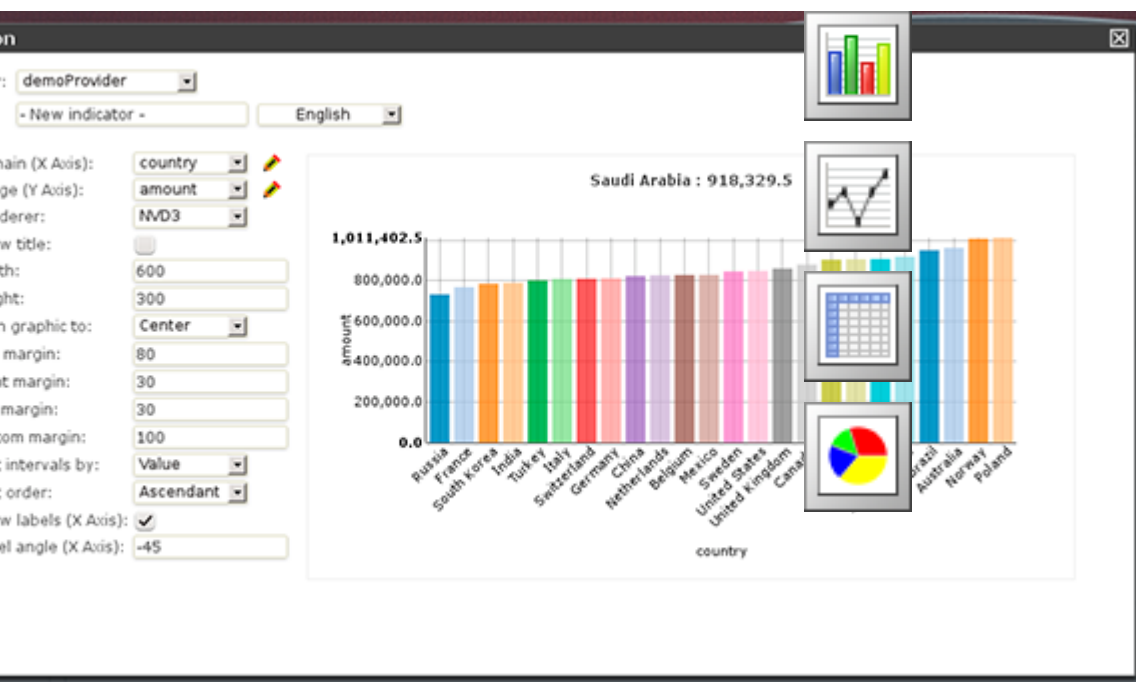 on
demoProvider
- New indicator -
English
main (X Axis):
country
ge (Y Axis):
amount
derer:
NVD3
w title:
th:
600
ght:
300
n graphic to:
Center
margin:
80
nt margin:
30
margin:
30
tom margin:
100
t intervals by:
Value
t order:
Ascendant
w labels (X Axis):
el angle (X Axis):
-45
Saudi Arabia : 918,329.5
1,011,402.5
800,000.0
600,000.0
400,000.0
200,000.0
0.0
amount
Russia
France
South Korea
India
Turkey
Italy
Switzerland
Germany
China
Netherlands
Belgium
Mexico
Sweden
United States
United Kingdom
Canad
razil
Australia
Norway
Poland
country